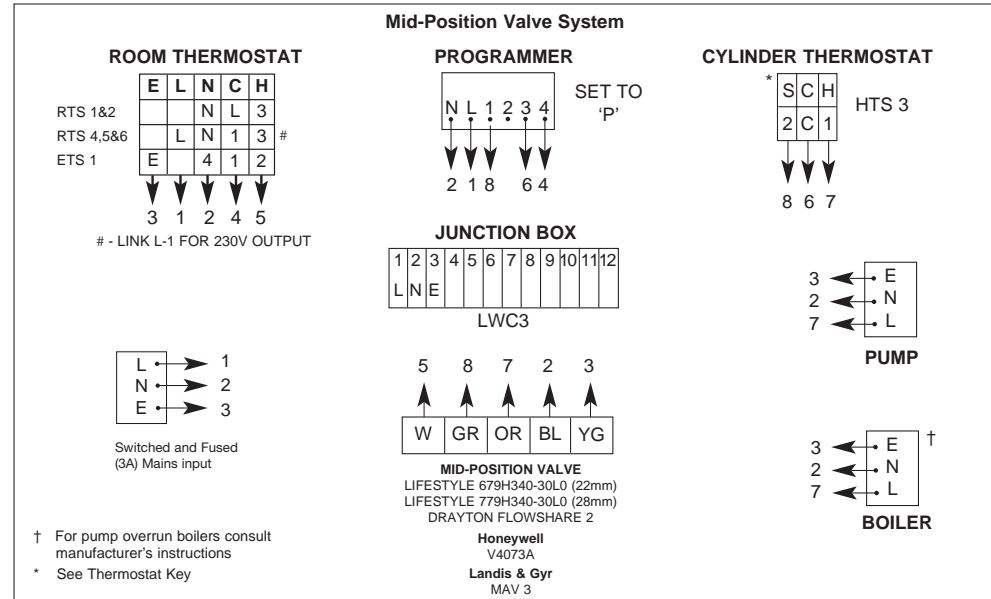 Mid-Position Valve System
ROOM THERMOSTAT
E L N C H
RTS 1&2 N L 3
RTS 4,5&6 L N 1 3 #
ETS 1 E 4 1 2
3 1 2 4 5
# - LINK L-1 FOR 230V OUTPUT
PROGRAMMER
N L 1 2 3 4
SET TO
‘P’
2 1 8 6 4
CYLINDER THERMOSTAT
* S C H
HTS 3
2 C 1
8 6 7
JUNCTION BOX
1 2 3 4 5 6 7 8 9 10 11 12
L N E
LWC3
3 E
2 N
7 L
PUMP
L 1
N 2
E 3
Switched and Fused
(3A) Mains input
5 8 7 2 3
W GR OR BL YG
MID-POSITION VALVE
LIFESTYLE 679H340-30L0 (22mm)
LIFESTYLE 779H340-30L0 (28mm)
DRAYTON FLOWSHARE 2
Honeywell
V4073A
Landis & Gyr
MAV 3
3 E †
2 N
7 L
BOILER
† For pump overrun boilers consult
manufacturer's instructions
* See Thermostat Key